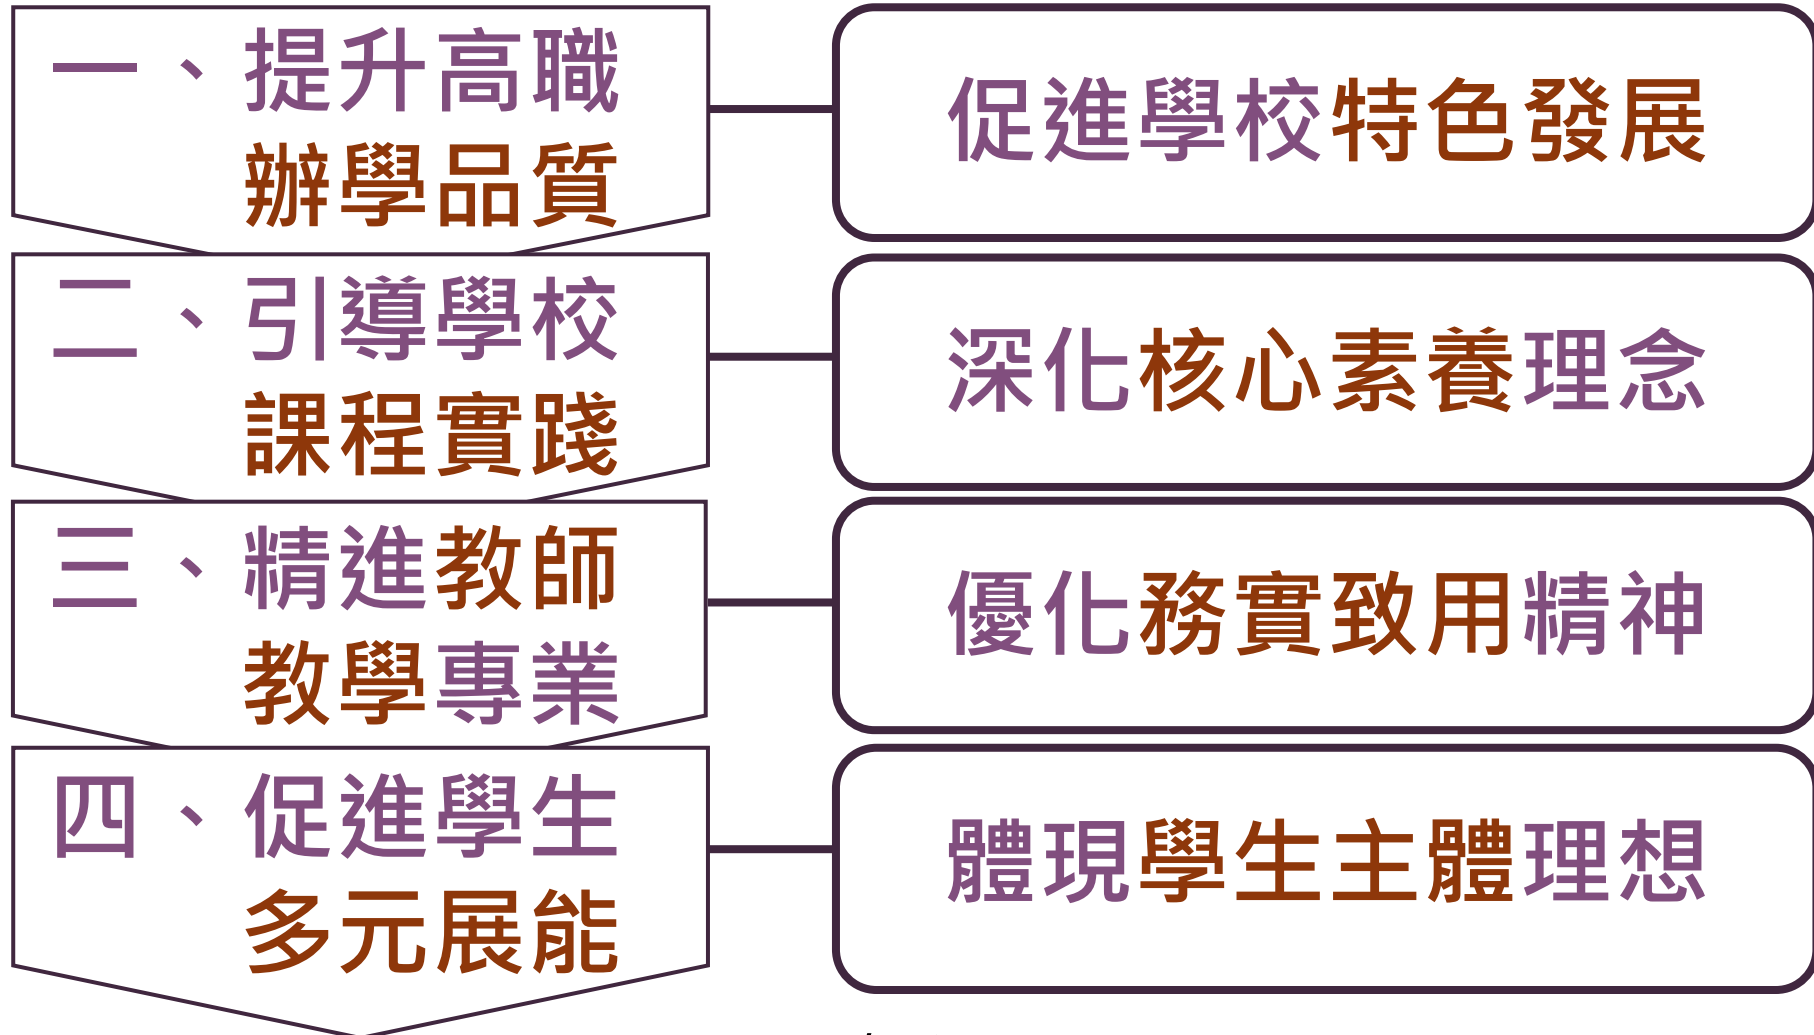 一、提升高職
辦學品質
促進學校特色發展
二、引導學校
課程實踐
深化核心素養理念
三、精進教師
教學專業
優化務實致用精神
四、促進學生
多元展能
體現學生主體理想